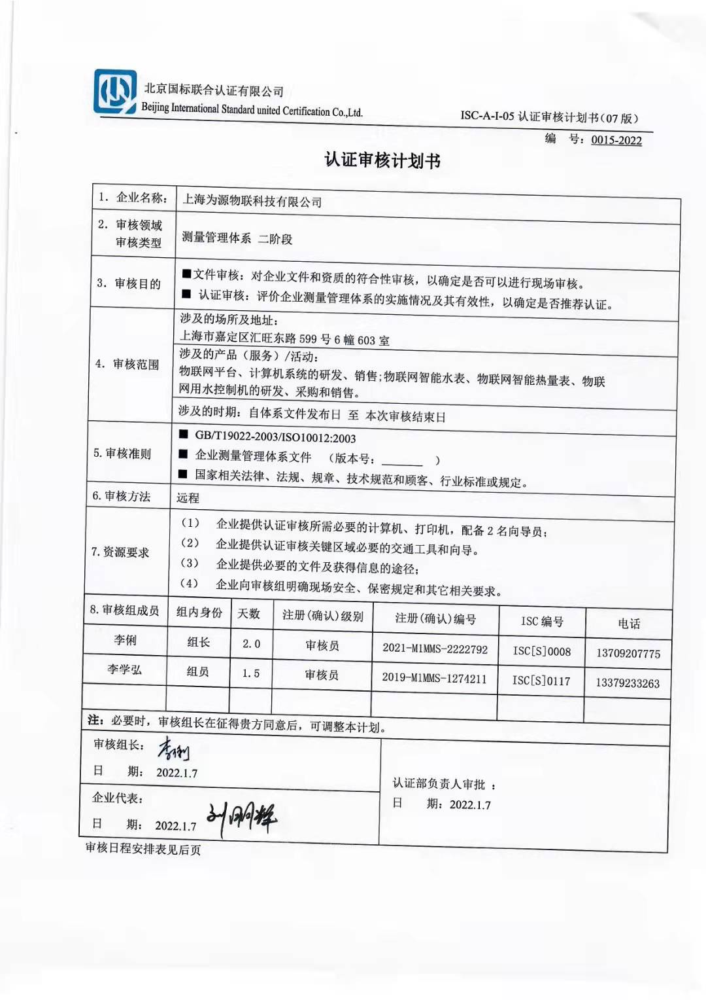 北京国标联合认证有限公司
Beijing International Standard united Certification Co.,Ltd.
ISC-A-I-05 认证审核计划书(07 版)
编 号: 0015-2022
认证审核计划书
1. 企业名称: 上海为源物联科技有限公司
2. 审核领域
审核类型
测量管理体系 二阶段
3. 审核目的
■文件审核：对企业文件和资质的符合性审核，以确定是否可以进行现场审核。
■ 认证审核：评价企业测量管理体系的实施情况及其有效性，以确定是否推荐认证。
4. 审核范围
涉及的场所及地址：
上海市嘉定区汇旺东路 599 号 6 幢 603 室
涉及的产品（服务）/活动：
物联网平台、计算机系统的研发、销售;物联网智能水表、物联网智能热量表、物联
网用水控制机的研发、采购和销售。
涉及的时期：自体系文件发布日 至 本次审核结束日
5.审核准则
■ GB/T19022-2003/ISO10012:2003
■ 企业测量管理体系文件 （版本号：______ ）
■ 国家相关法律、法规、规章、技术规范和顾客、行业标准或规定。
6.审核方法 远程
7.资源要求
（1） 企业提供认证审核所需必要的计算机、打印机，配备 2 名向导员；
（2） 企业提供认证审核关键区域必要的交通工具和向导。
（3） 企业提供必要的文件及获得信息的途径；
（4） 企业向审核组明确现场安全、保密规定和其它相关要求。
8.审核组成员 组内身份 天数 注册(确认)级别 注册(确认)编号 ISC 编号 电话
李俐 组长 2.0 审核员 2021-M1MMS-2222792 ISC[S]0008 13709207775
李学弘 组员 1.5 审核员 2019-M1MMS-1274211 ISC[S]0117 13379233263
注：必要时，审核组长在征得贵方同意后，可调整本计划。
审核组长： 李俐
日 期： 2022.1.7
企业代表： 刘明辉
日 期： 2022.1.7
认证部负责人审批 ：
日 期：2022.1.7
审核日程安排表见后页